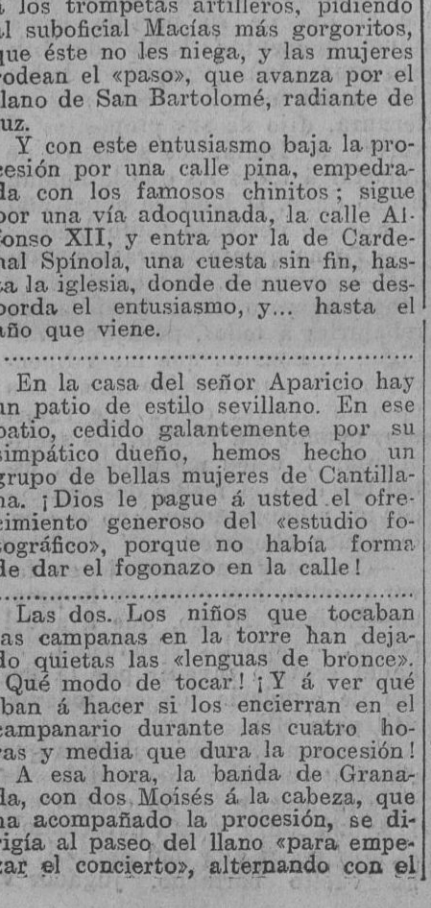 á los trompetas artilleros, pidiendo
al suboficial Macías más gorgoritos,
que éste no les niega, y las mujeres
rodean el «paso», que avanza por el
llano de San Bartolomé, radiante de
luz.
Y con este entusiasmo baja la pro-
cesión por una calle pina, empedra-
da con los famosos chinitos; sigue
por una vía adoquinada, la calle Al-
fonso XII, y entra por la de Carde-
nal Spínola, una cuesta sin fin, has-
ta la iglesia, donde de nuevo se des-
borda el entusiasmo, y... hasta el
año que viene.
En la casa del señor Aparicio hay
un patio de estilo sevillano. En ese
patio, cedido galantemente por su
simpático dueño, hemos hecho un
grupo de bellas mujeres de Cantilla-
na. ¡Dios le pague á usted el ofre-
cimiento generoso del «estudio fo-
tográfico», porque no había forma
de dar el fogonazo en la calle!
Las dos. Los niños que tocaban
las campanas en la torre han deja-
do quietas las «lenguas de bronce».
¡Qué modo de tocar! ¡Y á ver qué
iban á hacer si los encierran en el
campanario durante las cuatro ho-
ras y media que dura la procesión!
A esa hora, la banda de Grana-
da, con dos Moisés á la cabeza, que
ha acompañado la procesión, se di-
rigía al paseo del llano «para empe-
zar el concierto», alternando con el